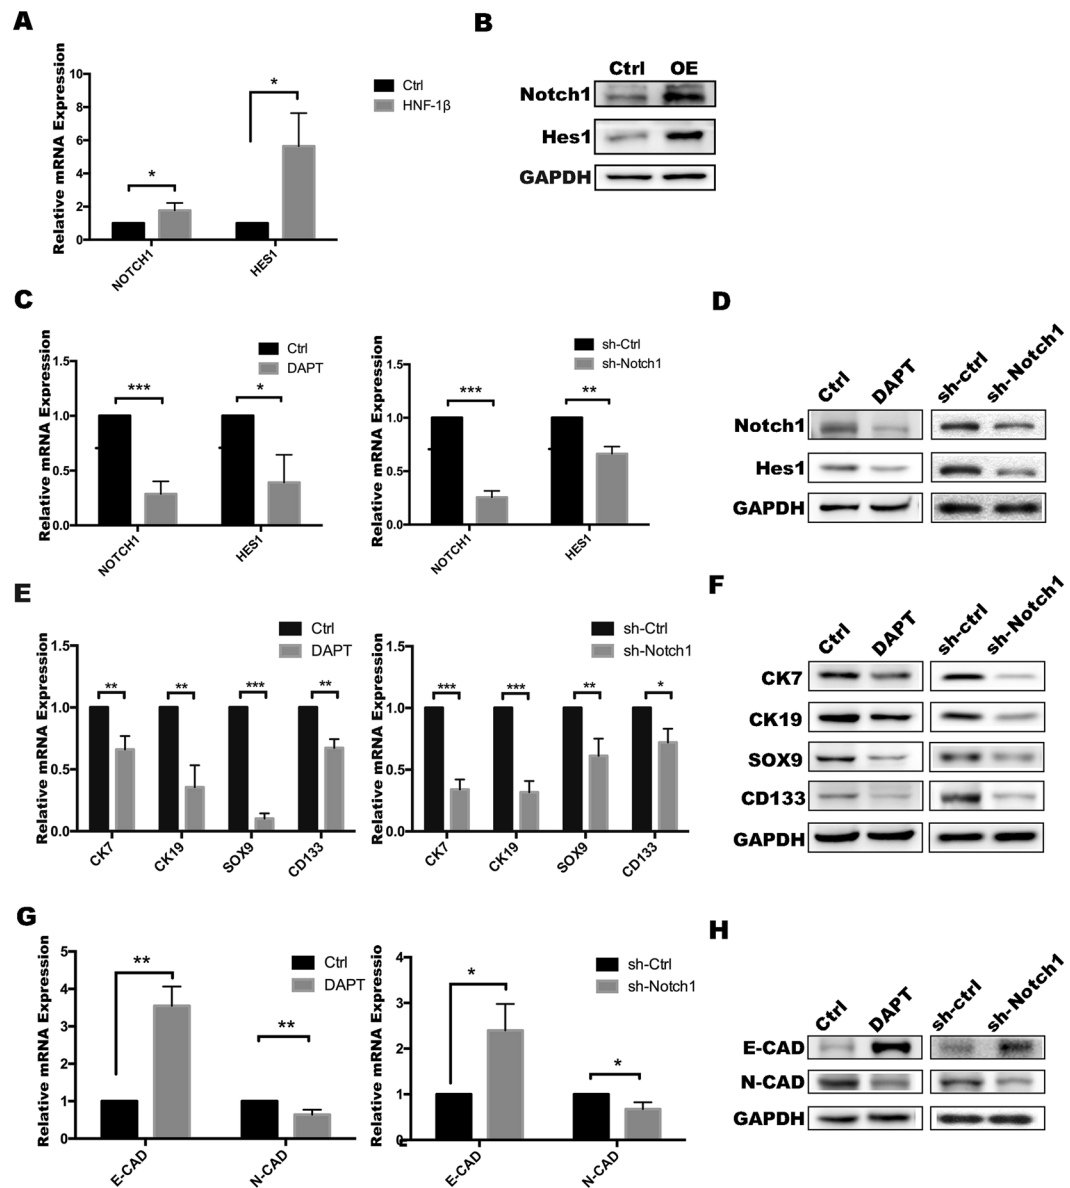 A
Relative mRNA Expression
10
8
6
4
2
0
*
*
NOTCH1
HES1
Ctrl
HNF-1β
B
Ctrl OE
Notch1
Hes1
GAPDH
C
Relative mRNA Expression
1.5
1.0
0.5
0.0
***
*
NOTCH1
HES1
Ctrl
DAPT
Relative mRNA Expression
1.5
1.0
0.5
0.0
***
**
NOTCH1
HES1
sh-Ctrl
sh-Notch1
D
Ctrl DAPT sh-ctrl sh-Notch1
Notch1
Hes1
GAPDH
E
Relative mRNA Expression
1.5
1.0
0.5
0.0
**
**
***
**
CK7
CK19
SOX9
CD133
Ctrl
DAPT
Relative mRNA Expression
1.5
1.0
0.5
0.0
***
***
**
*
CK7
CK19
SOX9
CD133
sh-Ctrl
sh-Notch1
F
Ctrl DAPT sh-ctrl sh-Notch1
CK7
CK19
SOX9
CD133
GAPDH
G
Relative mRNA Expression
5
4
3
2
1
0
**
**
E-CAD
N-CAD
Ctrl
DAPT
Relative mRNA Expressio
4
3
2
1
0
*
*
E-CAD
N-CAD
sh-Ctrl
sh-Notch1
H
Ctrl DAPT sh-ctrl sh-Notch1
E-CAD
N-CAD
GAPDH